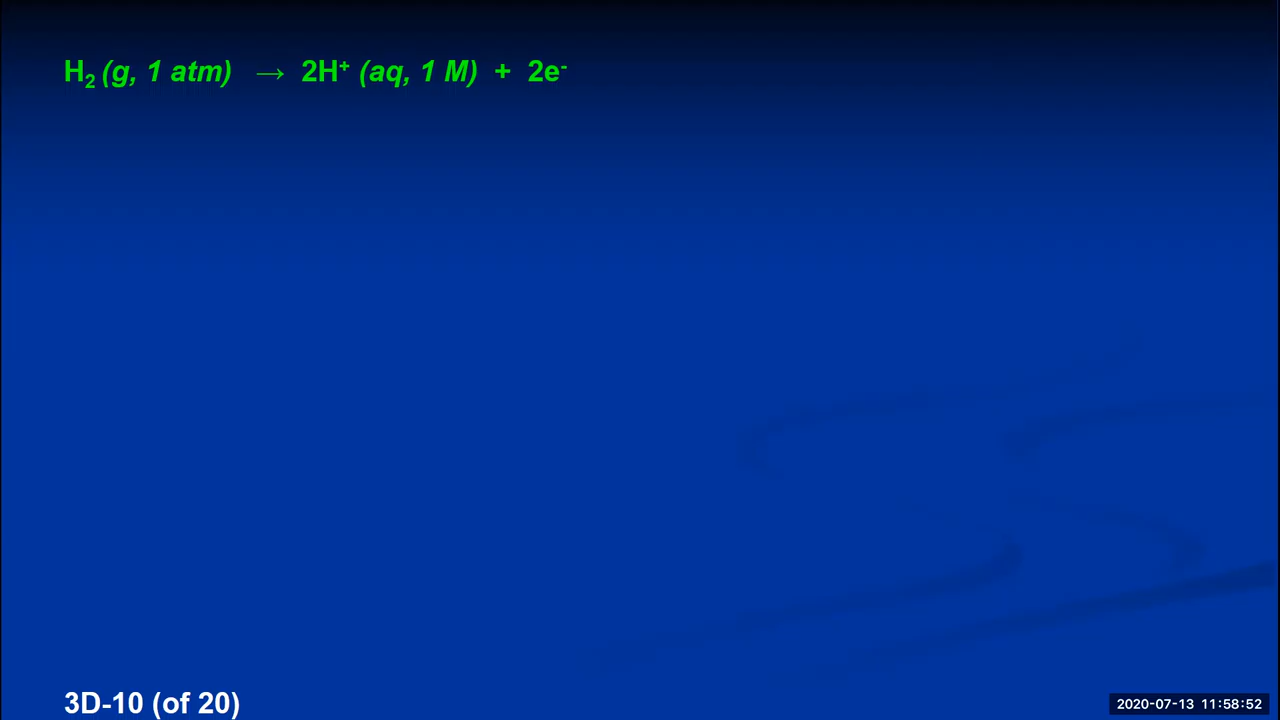 H₂ (g, 1 atm) → 2H⁺ (aq, 1 M) + 2e⁻
3D-10 (of 20)
2020-07-13 11:58:52